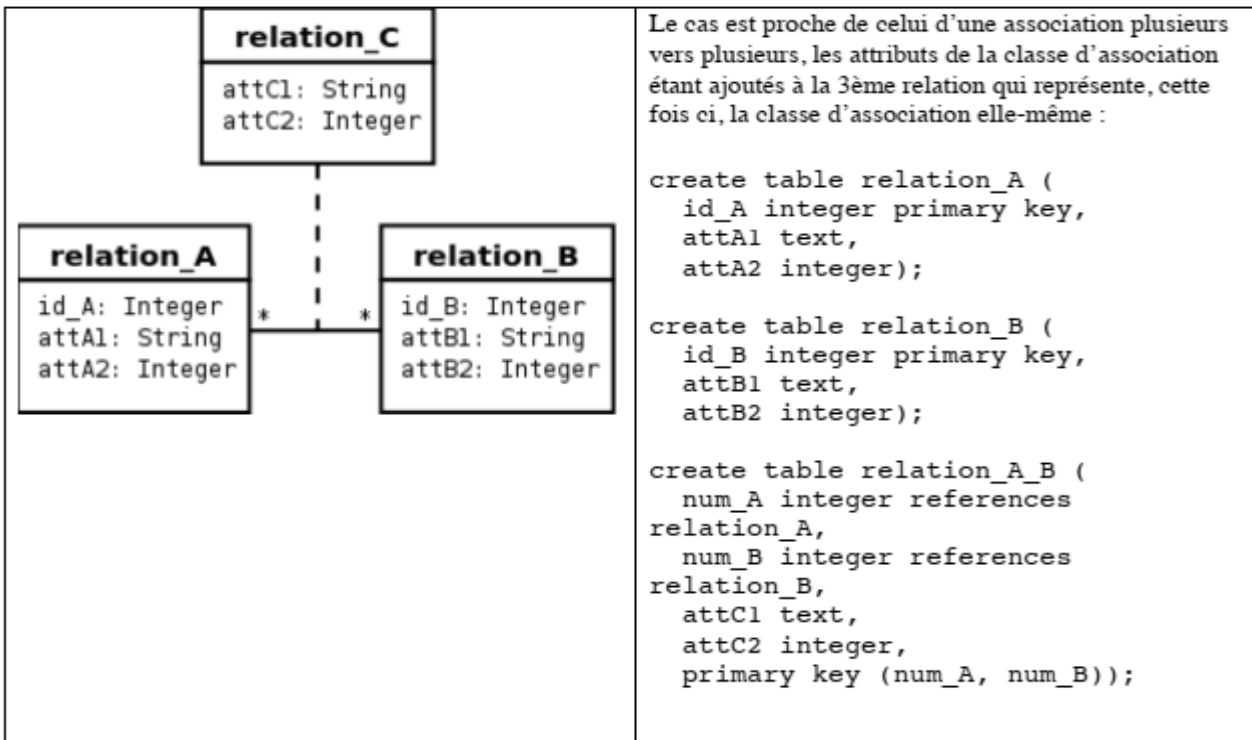 relation_C
attC1: String
attC2: Integer
relation_A
id_A: Integer
attA1: String
attA2: Integer
*
*
relation_B
id_B: Integer
attB1: String
attB2: Integer
Le cas est proche de celui d’une association plusieurs
vers plusieurs, les attributs de la classe d’association
étant ajoutés à la 3ème relation qui représente, cette
fois ci, la classe d’association elle-même :
create table relation_A (
id_A integer primary key,
attA1 text,
attA2 integer);
create table relation_B (
id_B integer primary key,
attB1 text,
attB2 integer);
create table relation_A_B (
num_A integer references
relation_A,
num_B integer references
relation_B,
attC1 text,
attC2 integer,
primary key (num_A, num_B));